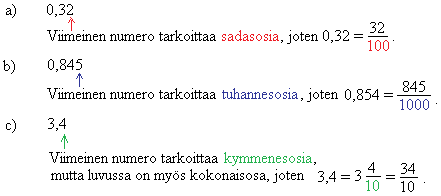 a) 0,32
Viimeinen numero tarkoittaa sadasosia, joten 0,32 = 32/100.
b) 0,845
Viimeinen numero tarkoittaa tuhannesosia, joten 0,854 = 845/1000.
c) 3,4
Viimeinen numero tarkoittaa kymmenesosia,
mutta luvussa on myös kokonaisosa, joten 3,4 = 3 4/10 = 34/10.